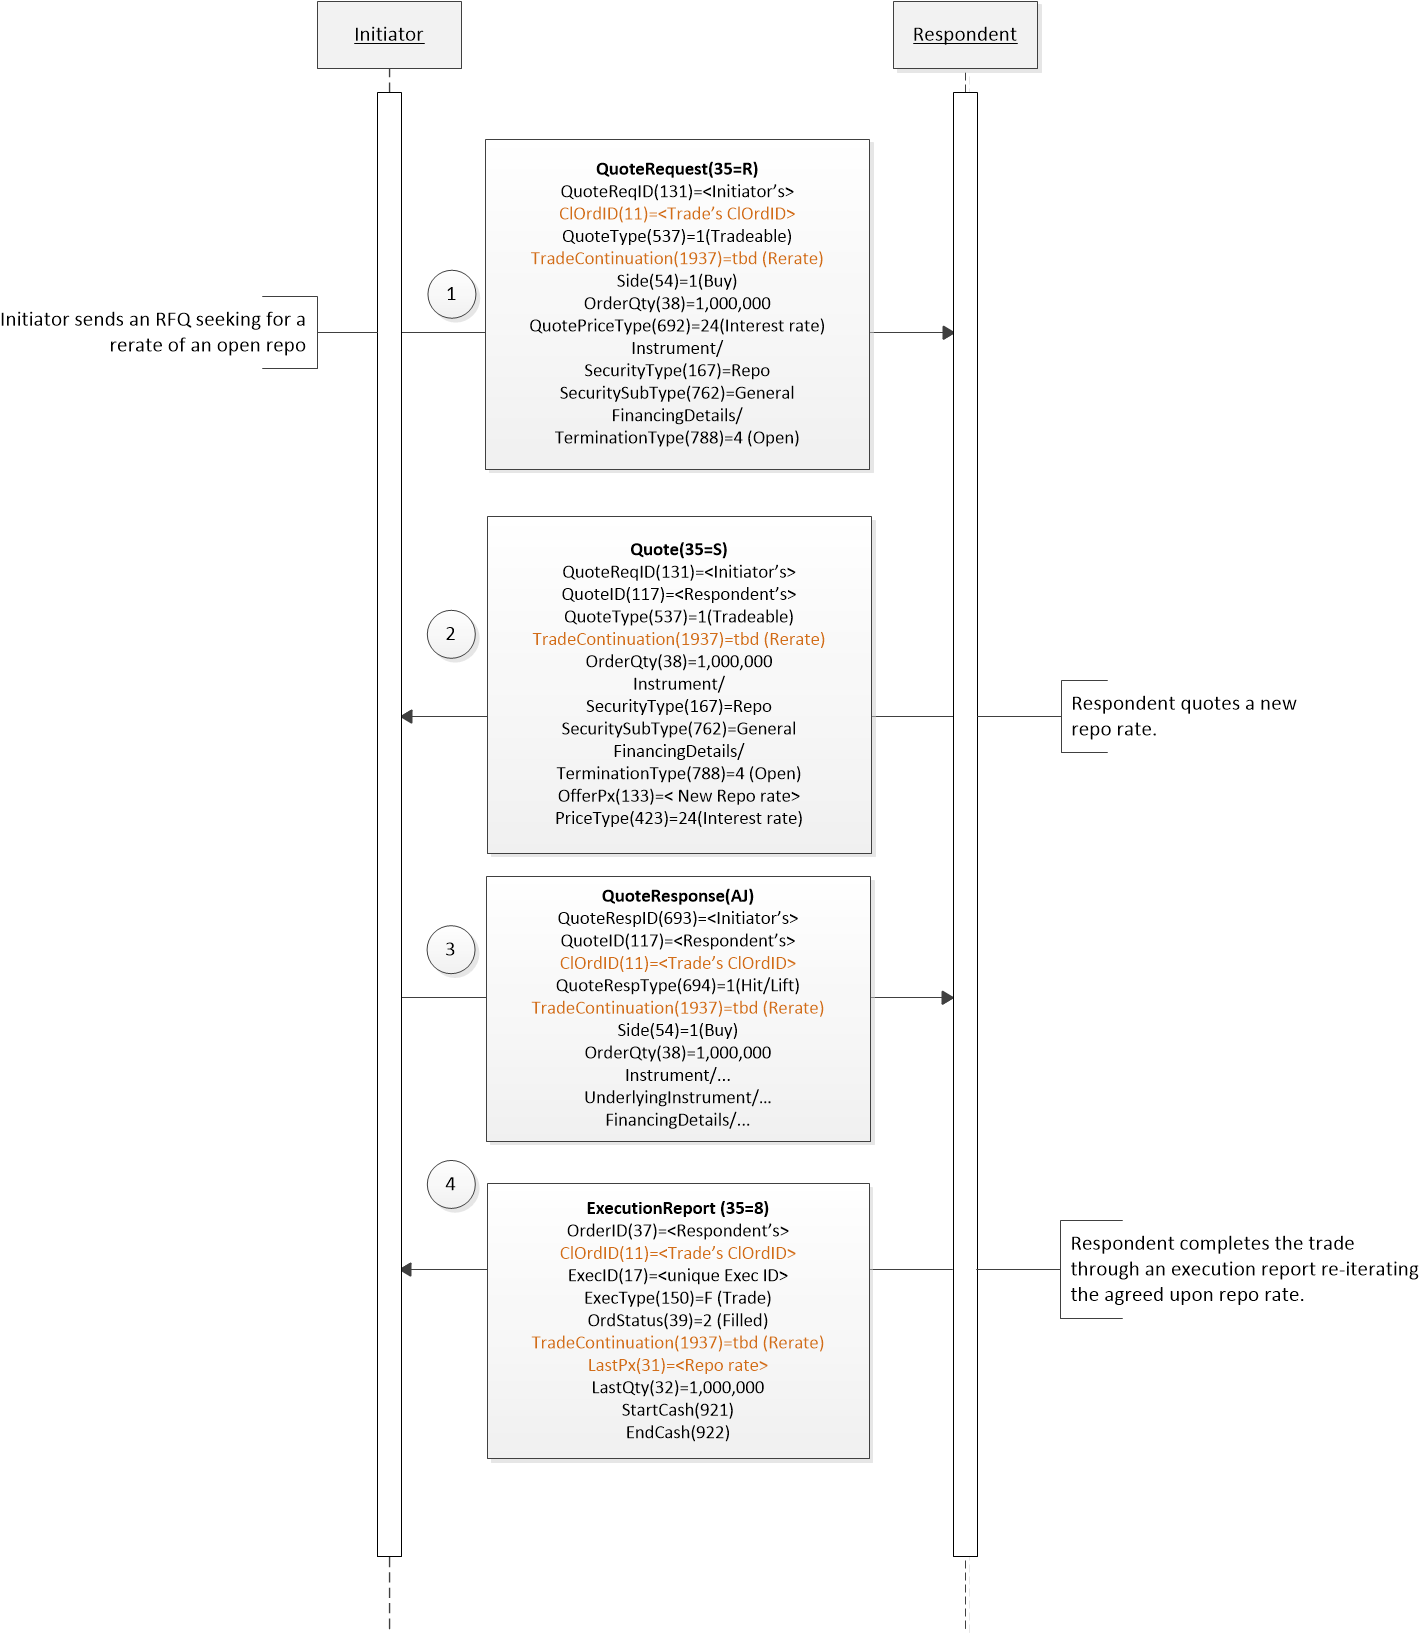 Initiator
Respondent
QuoteRequest(35=R)
QuoteReqID(131)=<Initiator’s>
ClOrdID(11)=<Trade’s ClOrdID>
QuoteType(537)=1(Tradeable)
TradeContinuation(1937)=tbd (Rerate)
Side(54)=1(Buy)
OrderQty(38)=1,000,000
QuotePriceType(692)=24(Interest rate)
Instrument/
SecurityType(167)=Repo
SecuritySubType(762)=General
FinancingDetails/
TerminationType(788)=4 (Open)
1
Initiator sends an RFQ seeking for a
rerate of an open repo
Quote(35=S)
QuoteReqID(131)=<Initiator’s>
QuoteID(117)=<Respondent’s>
QuoteType(537)=1(Tradeable)
TradeContinuation(1937)=tbd (Rerate)
OrderQty(38)=1,000,000
Instrument/
SecurityType(167)=Repo
SecuritySubType(762)=General
FinancingDetails/
TerminationType(788)=4 (Open)
OfferPx(133)=< New Repo rate>
PriceType(423)=24(Interest rate)
2
Respondent quotes a new
repo rate.
QuoteResponse(AJ)
QuoteRespID(693)=<Initiator’s>
QuoteID(117)=<Respondent’s>
ClOrdID(11)=<Trade’s ClOrdID>
QuoteRespType(694)=1(Hit/Lift)
TradeContinuation(1937)=tbd (Rerate)
Side(54)=1(Buy)
OrderQty(38)=1,000,000
Instrument/...
UnderlyingInstrument/...
FinancingDetails/...
3
4
ExecutionReport (35=8)
OrderID(37)=<Respondent’s>
ClOrdID(11)=<Trade’s ClOrdID>
ExecID(17)=<unique Exec ID>
ExecType(150)=F (Trade)
OrdStatus(39)=2 (Filled)
TradeContinuation(1937)=tbd (Rerate)
LastPx(31)=<Repo rate>
LastQty(32)=1,000,000
StartCash(921)
EndCash(922)
Respondent completes the trade
through an execution report re-iterating
the agreed upon repo rate.